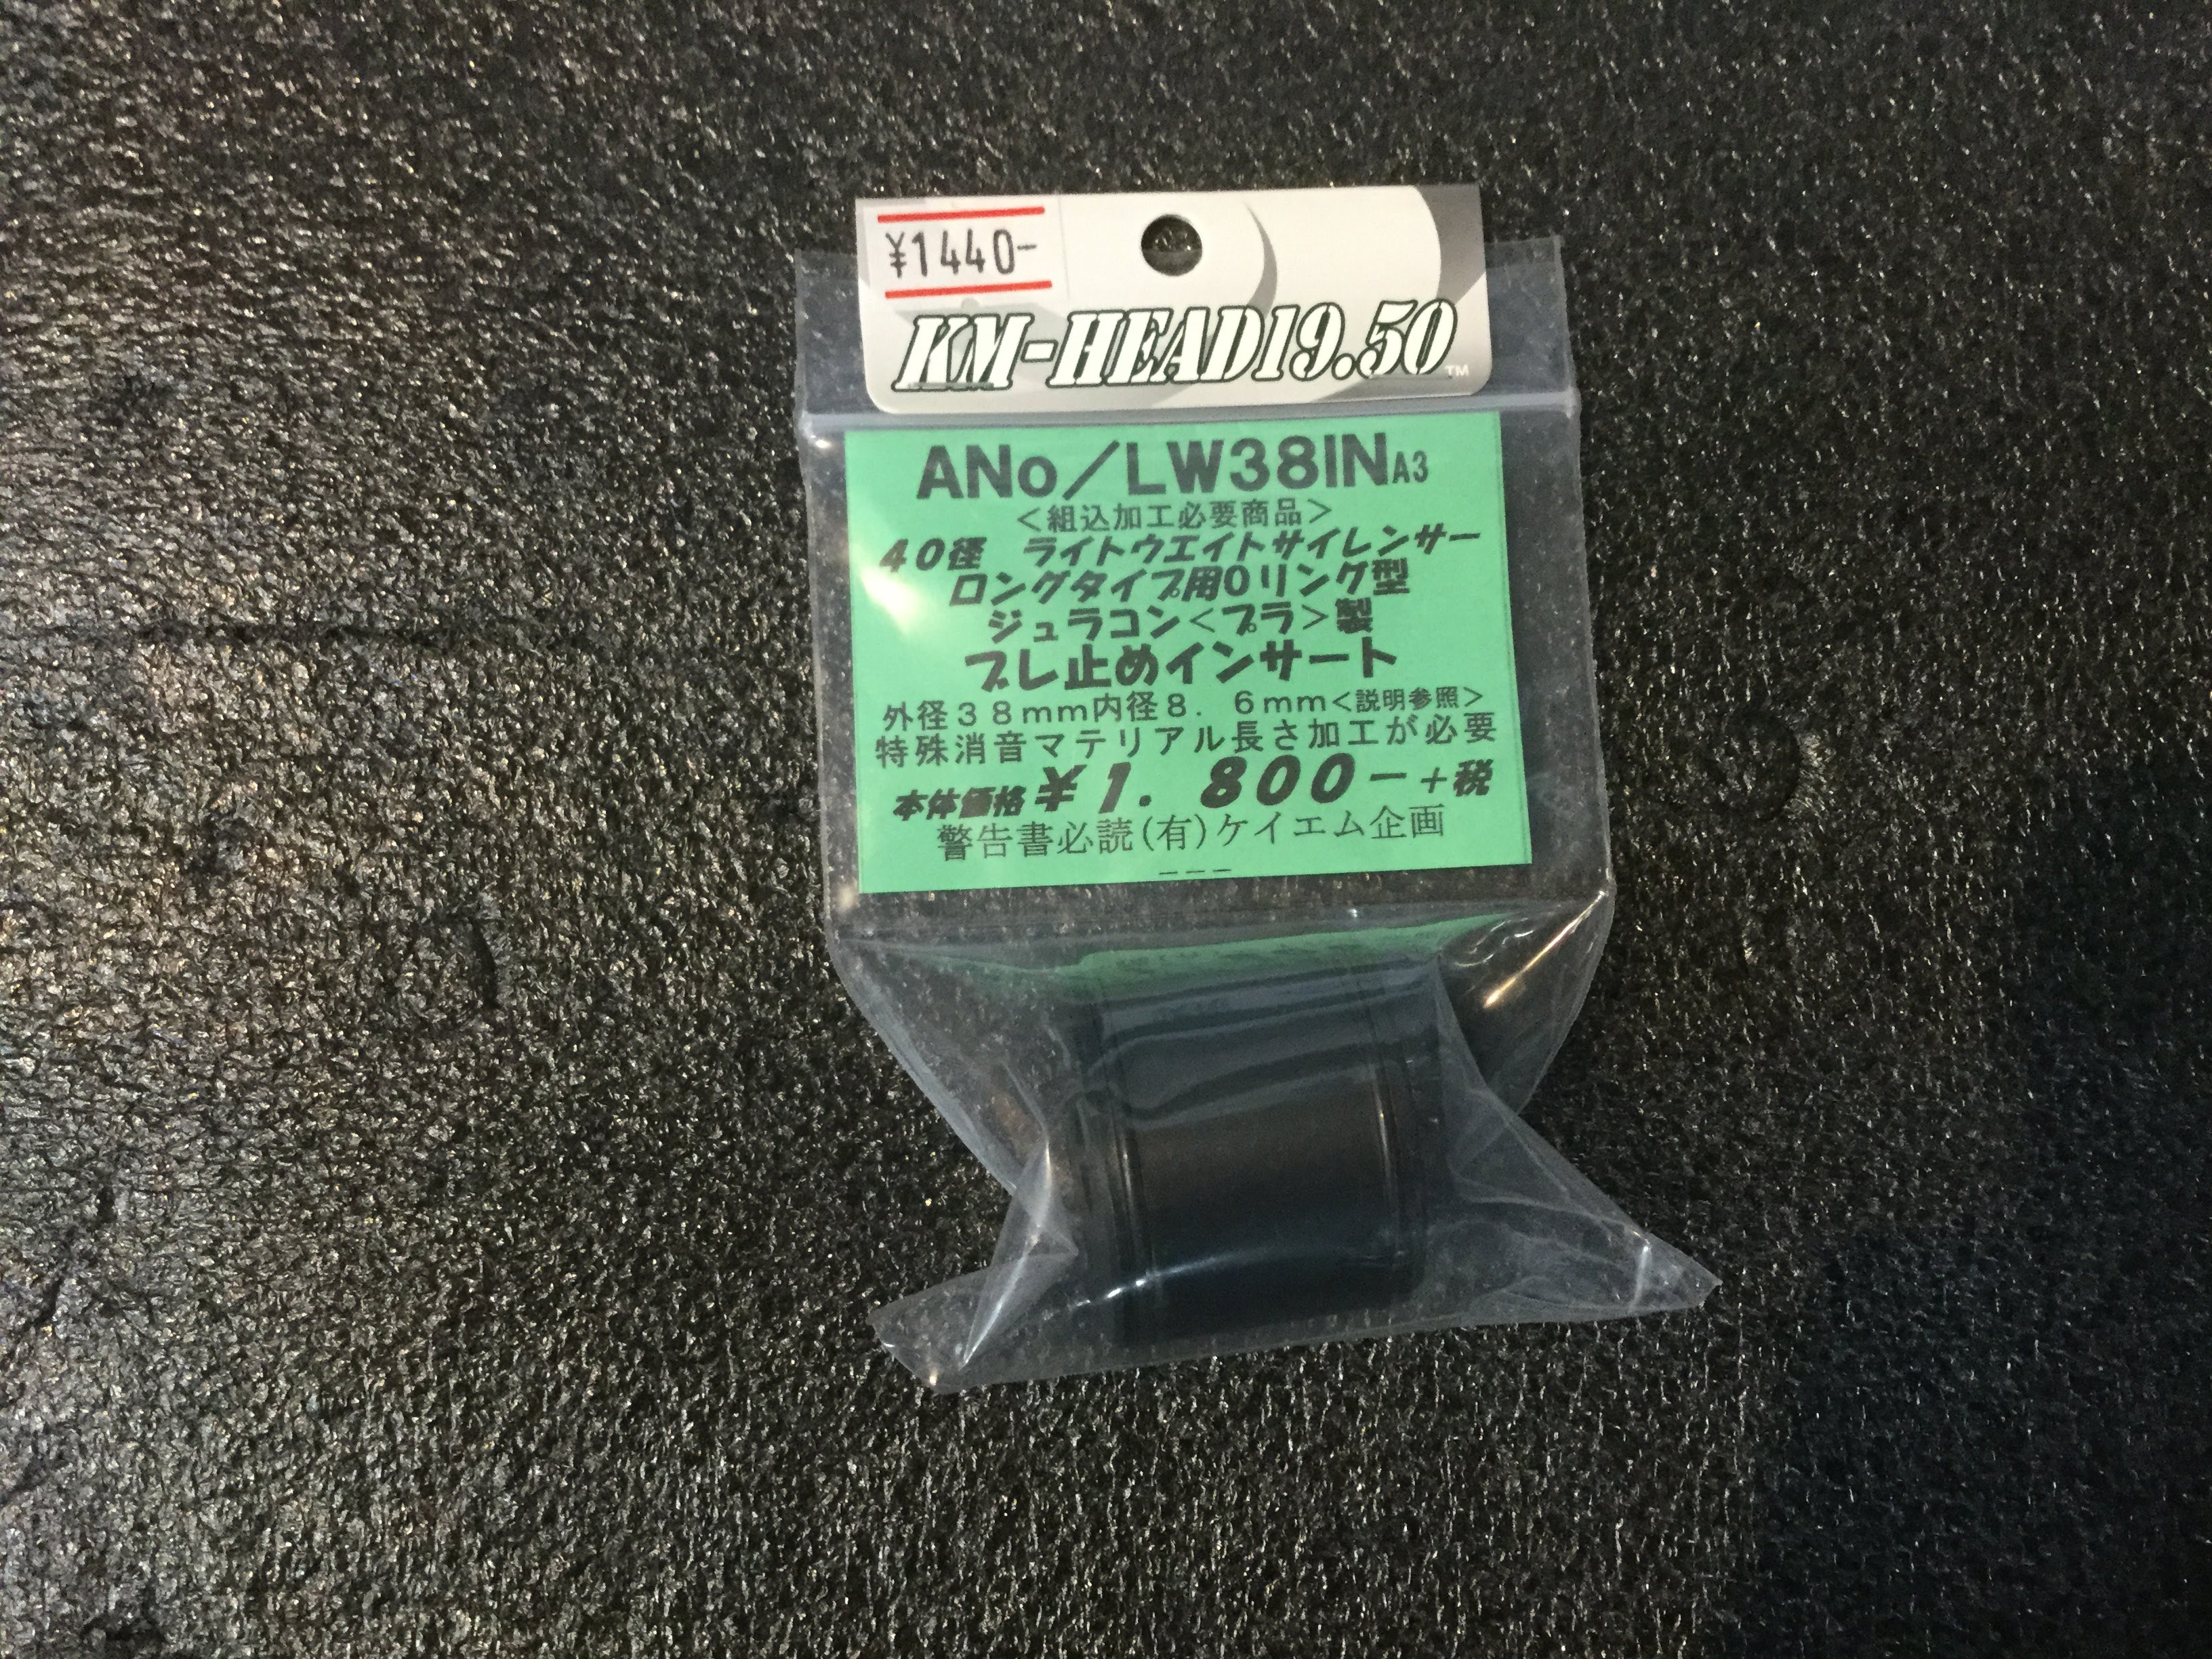 ¥1440-
KM-HEAD19.50™
ANo／LW38INA3
＜組込加工必要商品＞
４０径　ライトウエイトサイレンサー
ロングタイプ用Oリング型
ジュラコン＜プラ＞製
ブレ止めインサート
外径３８ｍｍ内径８．６ｍｍ＜説明参照＞
特殊消音マテリアル長さ加工が必要
本体価格￥１．８００－＋税
警告書必読(有)ケイエム企画
---